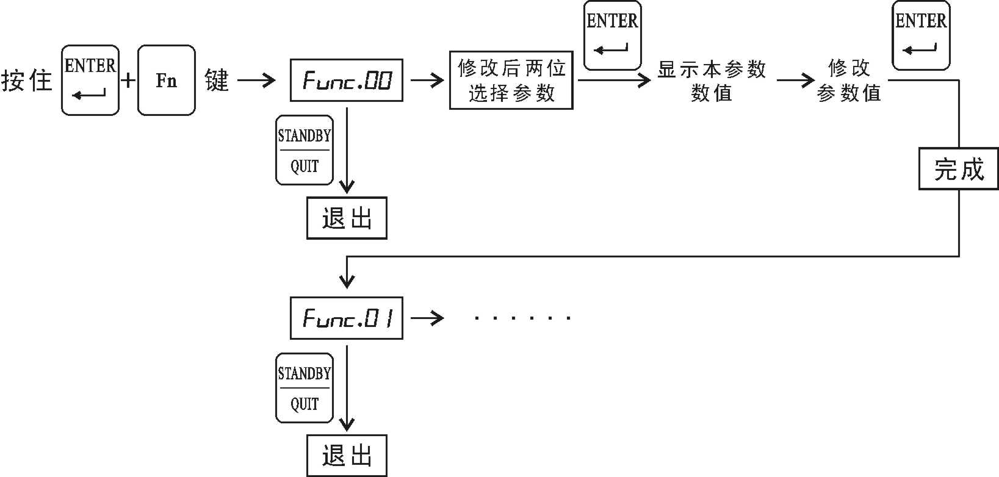 按住 ENTER + Fn 键
Func.00
修改后两位
选择参数
ENTER
显示本参数
数值
修改
参数值
ENTER
STANDBY
QUIT
完成
退出
Func.01
······
STANDBY
QUIT
退出